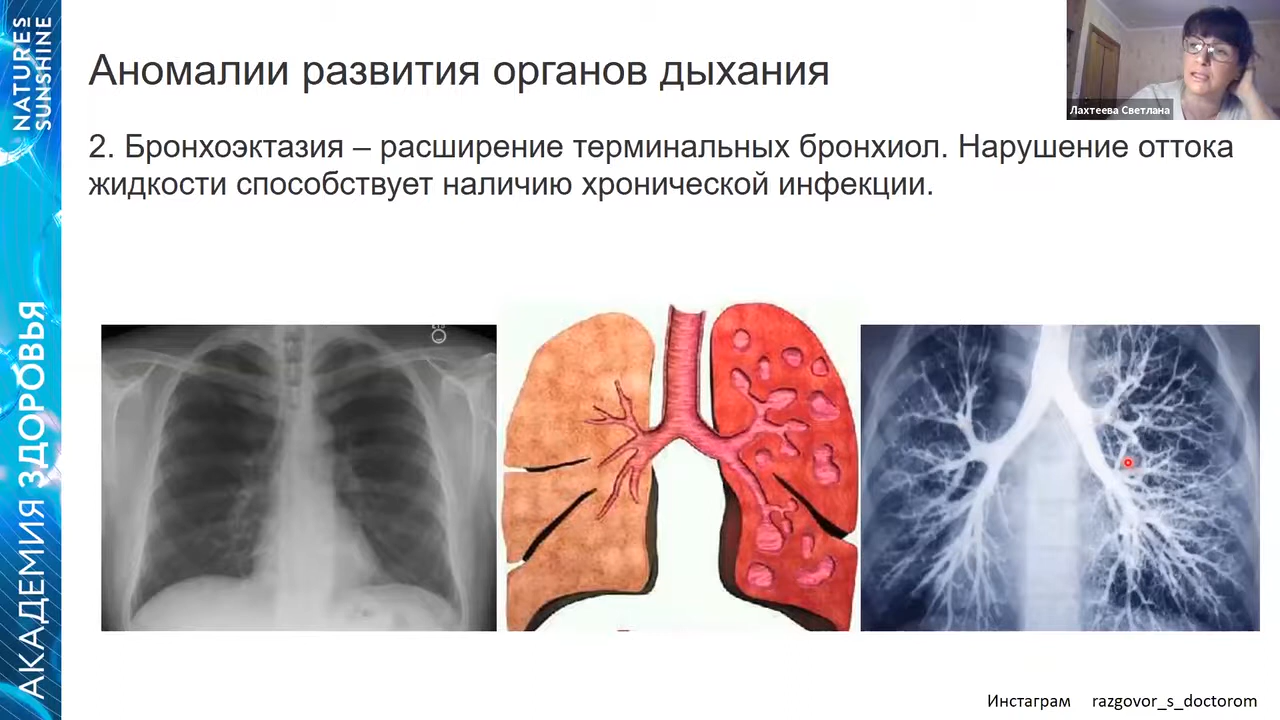 NATURE'S
SUNSHINE
АКАДЕМИЯ ЗДОРОВЬЯ
Аномалии развития органов дыхания
Лахтеева Светлана
2. Бронхоэктазия – расширение терминальных бронхиол. Нарушение оттока
жидкости способствует наличию хронической инфекции.
Инстаграм razgovor_s_doctorom